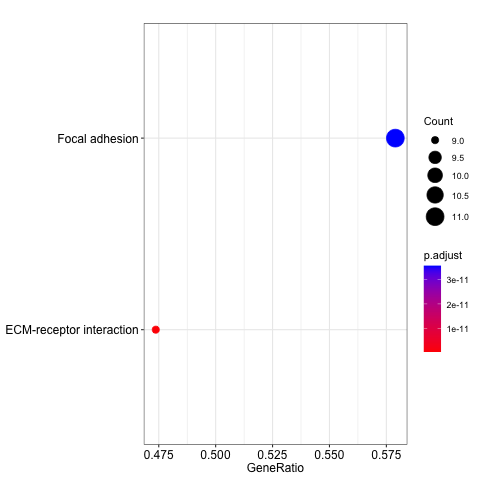 Focal adhesion
ECM-receptor interaction
0.475 0.500 0.525 0.550 0.575
GeneRatio
Count
9.0
9.5
10.0
10.5
11.0
p.adjust
3e-11
2e-11
1e-11